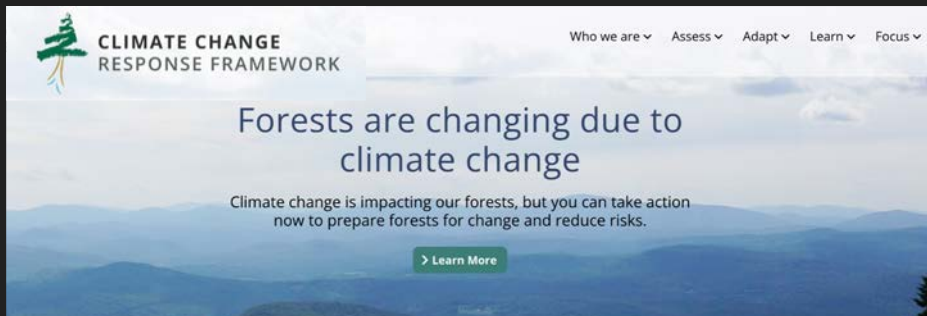 CLIMATE CHANGE
RESPONSE FRAMEWORK
Who we are Assess Adapt Learn Focus
Forests are changing due to
climate change
Climate change is impacting our forests, but you can take action
now to prepare forests for change and reduce risks.
> Learn More